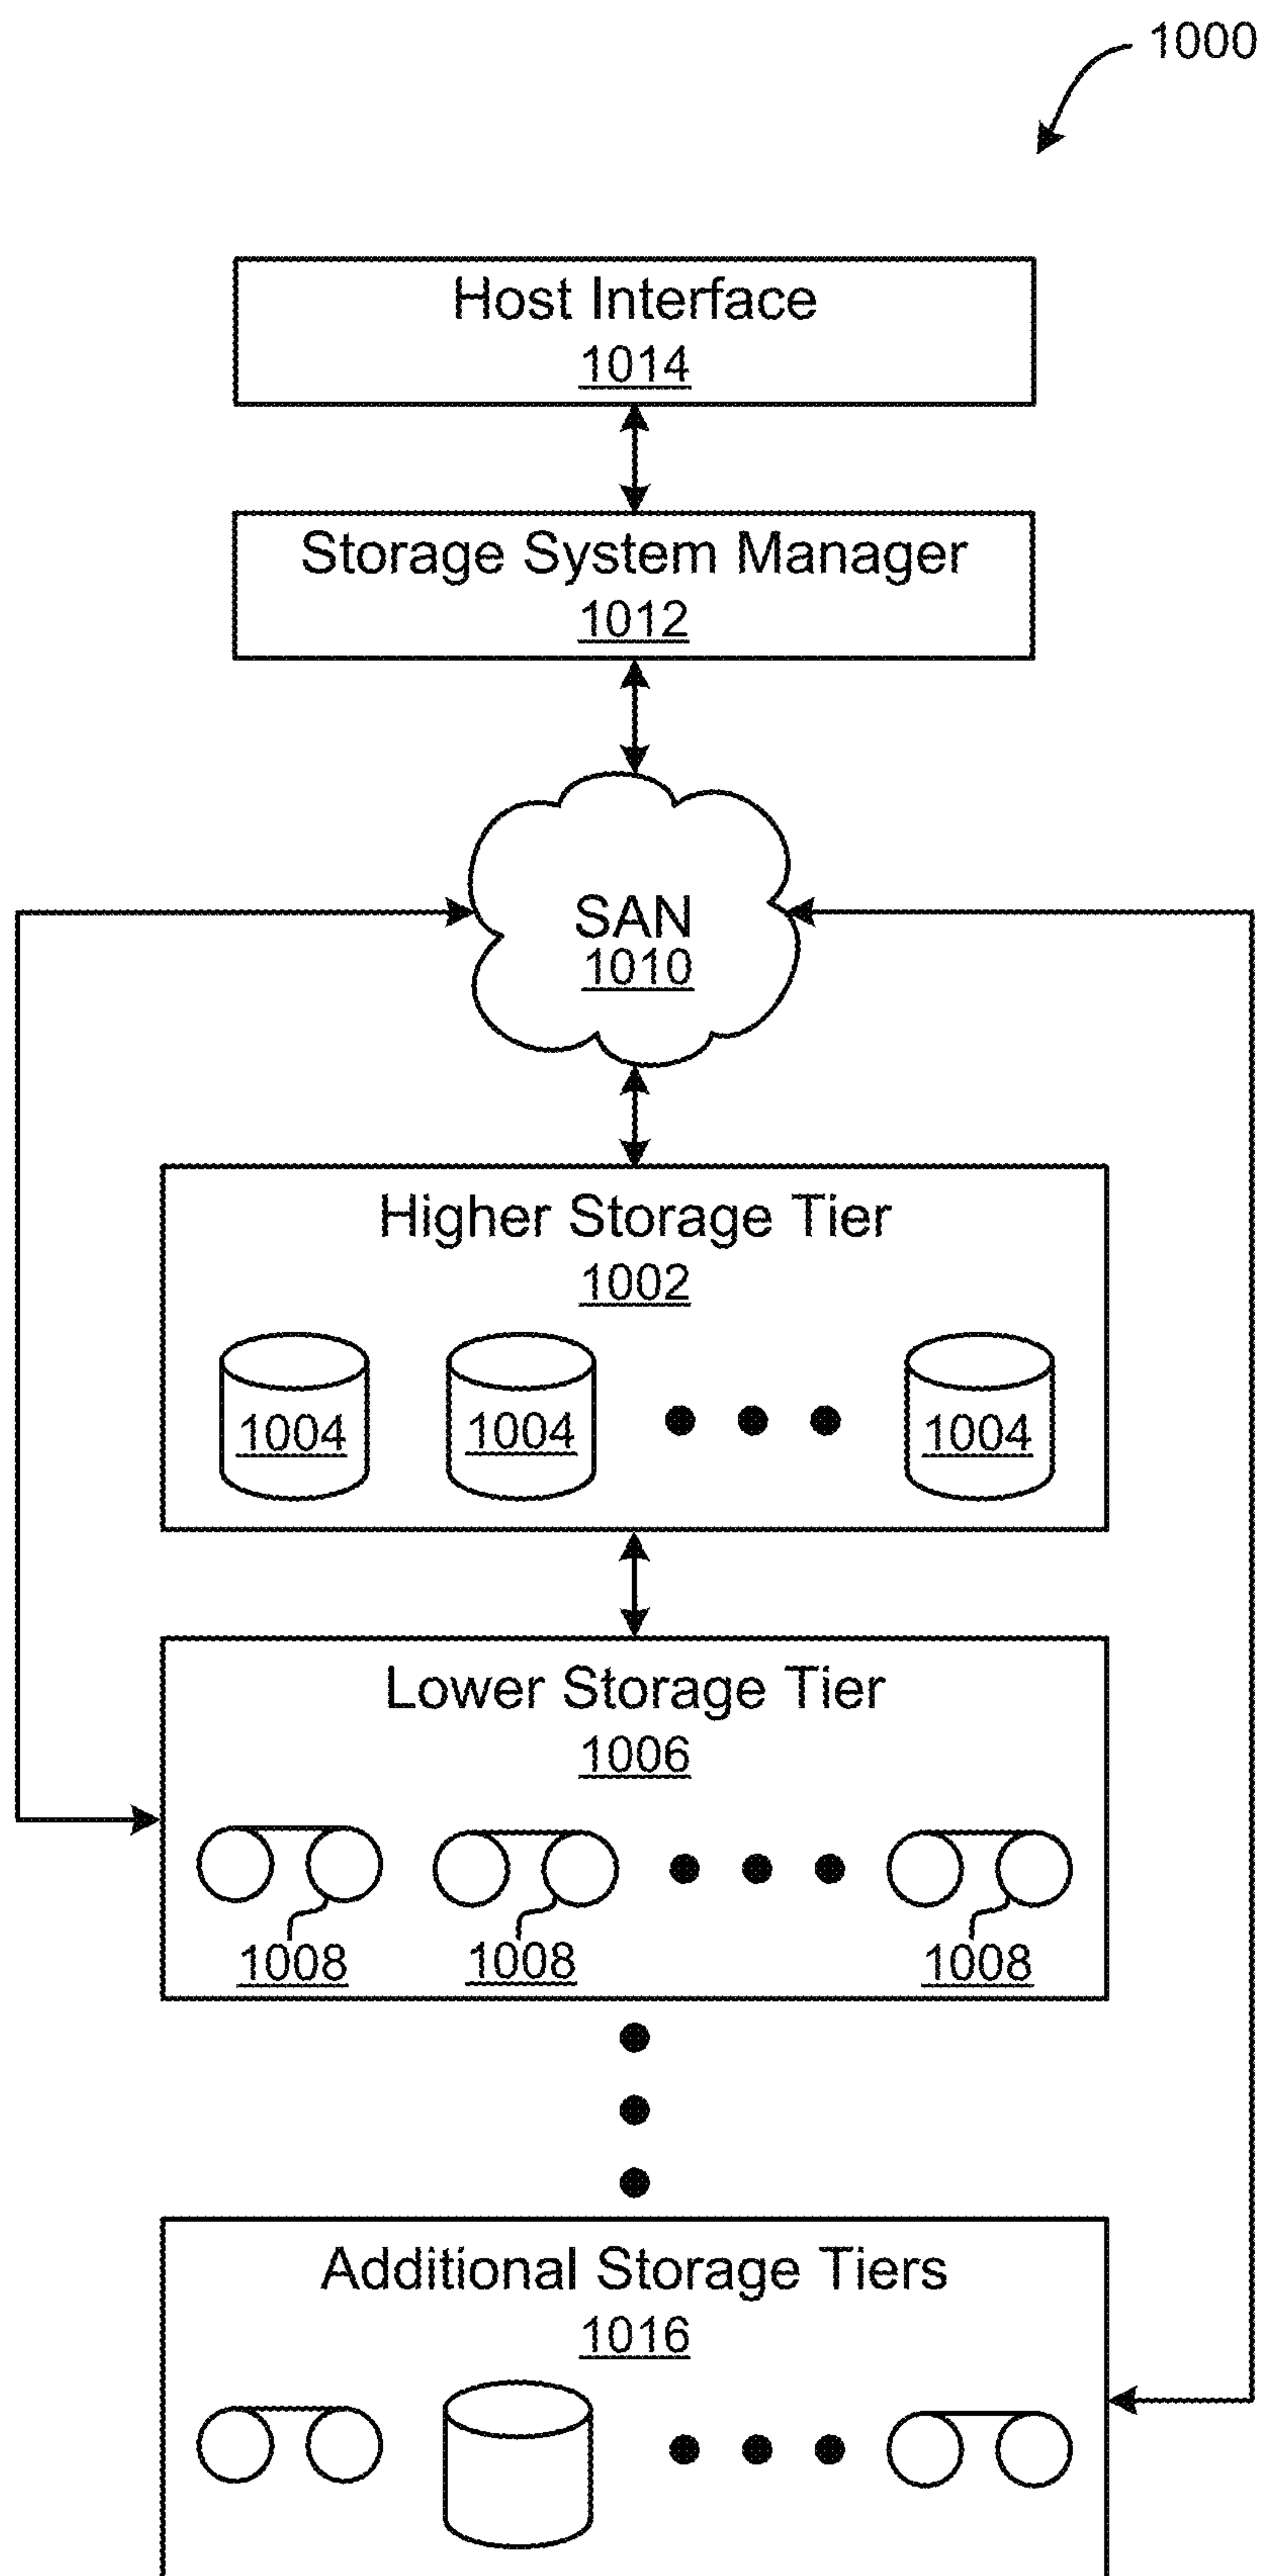 1000
Host Interface
1014
Storage System Manager
1012
SAN
1010
Higher Storage Tier
1002
1004 1004 1004
Lower Storage Tier
1006
1008 1008 1008
Additional Storage Tiers
1016